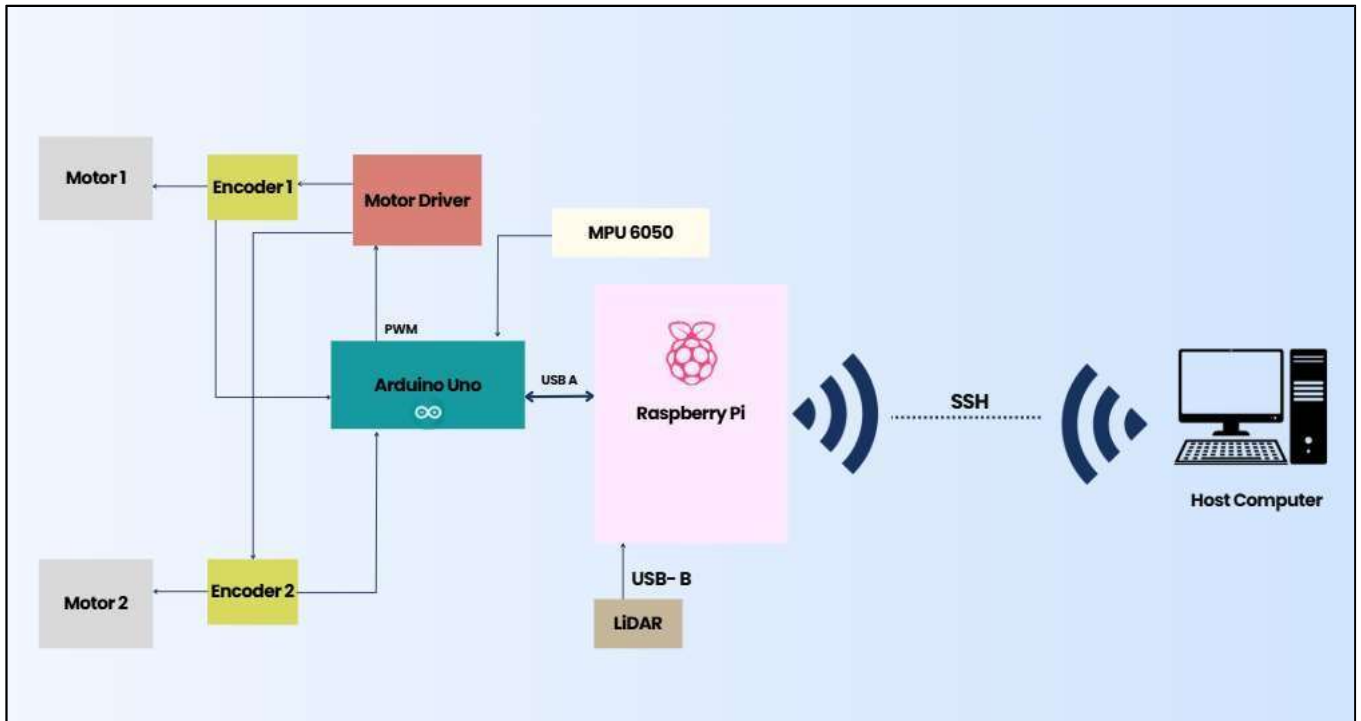 Motor 1
Encoder 1
Motor Driver
MPU 6050
PWM
Arduino Uno
USB A
Raspberry Pi
SSH
Host Computer
Motor 2
Encoder 2
USB- B
LiDAR